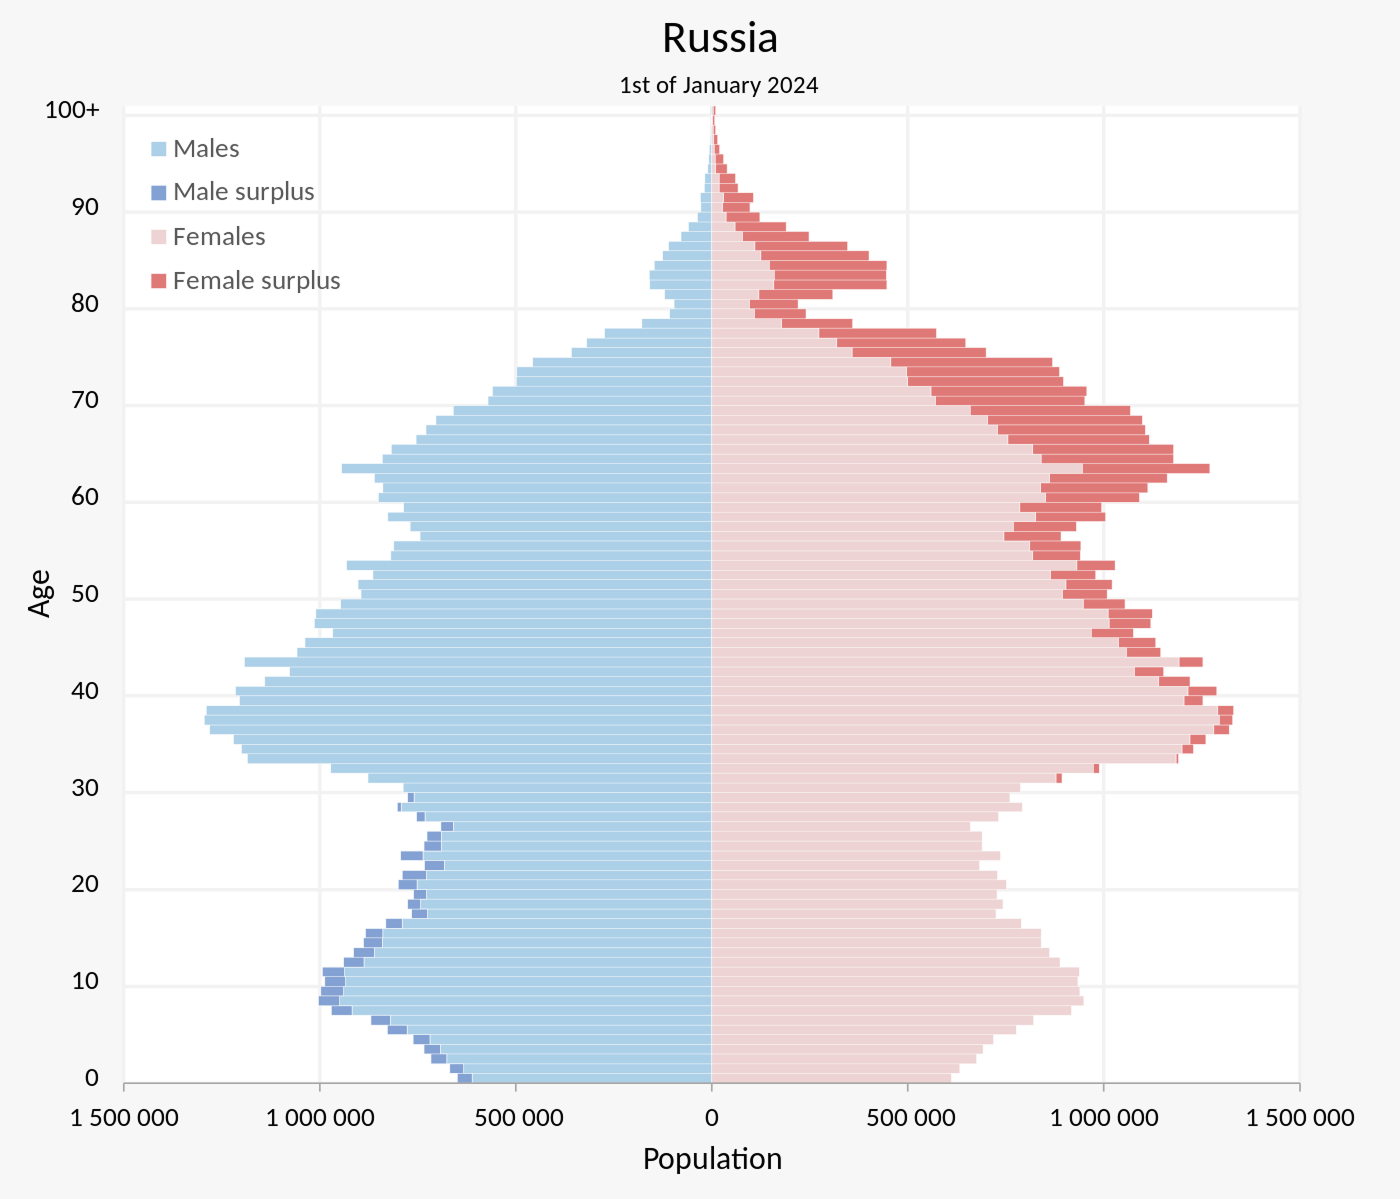 Russia
1st of January 2024
100+
Males
Male surplus
90
Females
Female surplus
80
70
60
Age
50
40
30
20
10
0
1 500 000 1 000 000 500 000 0 500 000 1 000 000 1 500 000
Population